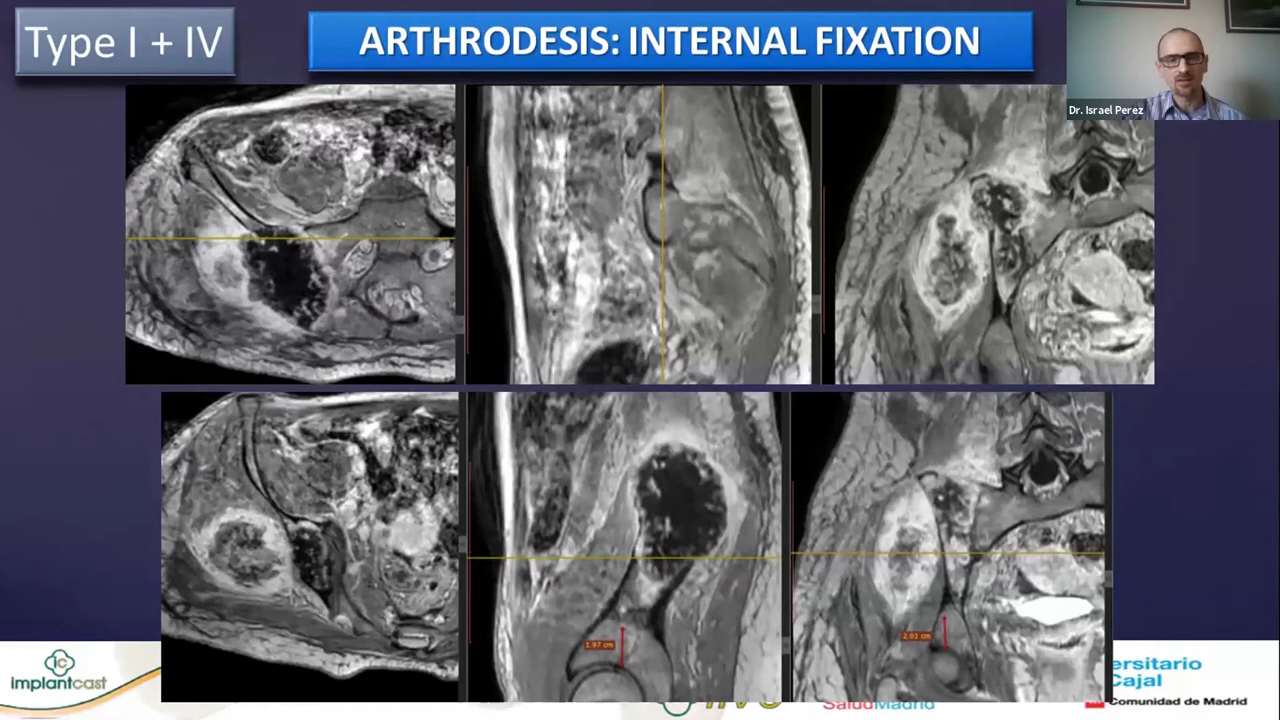 Type I + IV
ARTHRODESIS: INTERNAL FIXATION
Dr. Israel Perez
1.97 cm
2.01 cm
ic
implantcast
ersitario
Cajal
SaludMadrid
Comunidad de Madrid